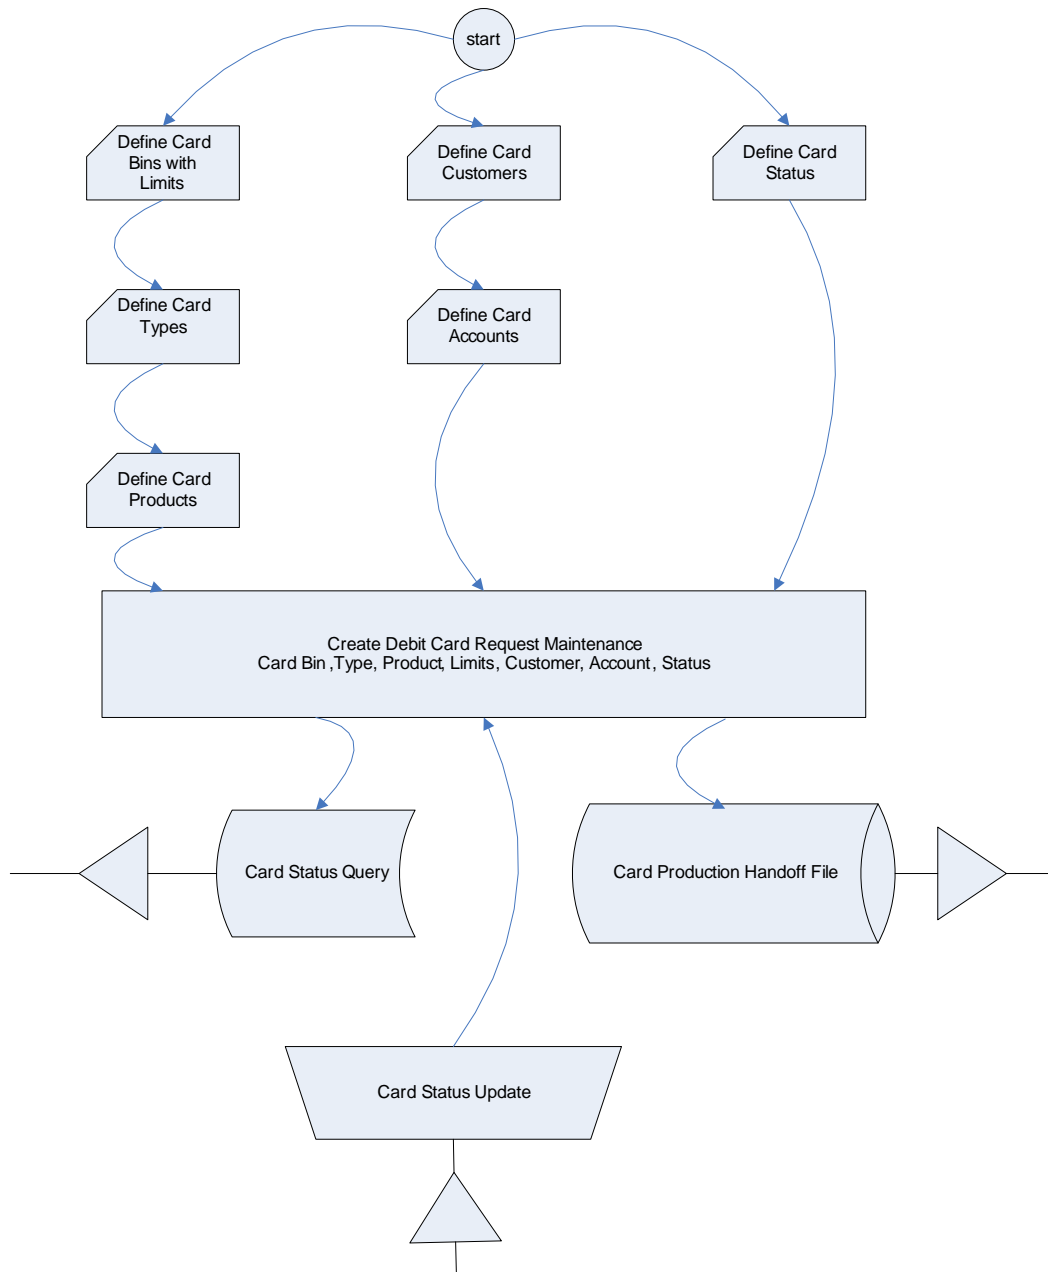 start
Define Card
Bins with
Limits
Define Card
Customers
Define Card
Status
Define Card
Types
Define Card
Accounts
Define Card
Products
Create Debit Card Request Maintenance
Card Bin ,Type, Product, Limits, Customer, Account, Status
Card Status Query
Card Production Handoff File
Card Status Update